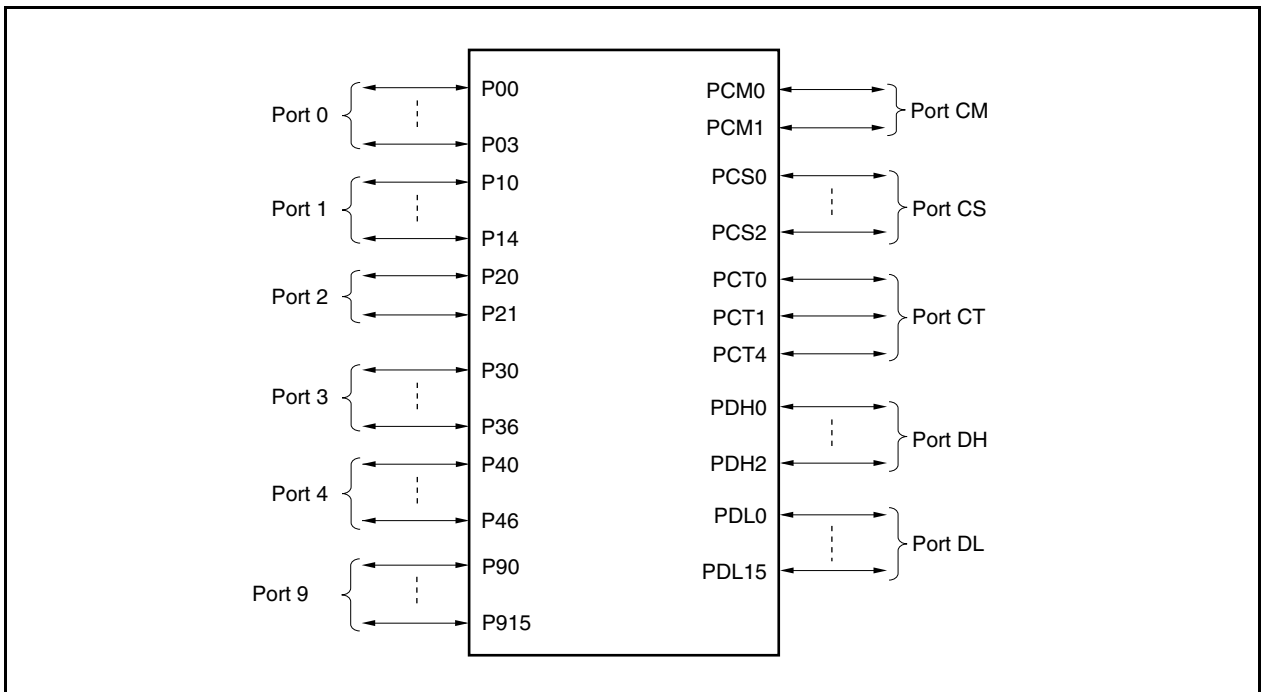 Port 0
P00
P03
Port 1
P10
P14
Port 2
P20
P21
Port 3
P30
P36
Port 4
P40
P46
Port 9
P90
P915
PCM0
PCM1
Port CM
PCS0
PCS2
Port CS
PCT0
PCT1
PCT4
Port CT
PDH0
PDH2
Port DH
PDL0
PDL15
Port DL